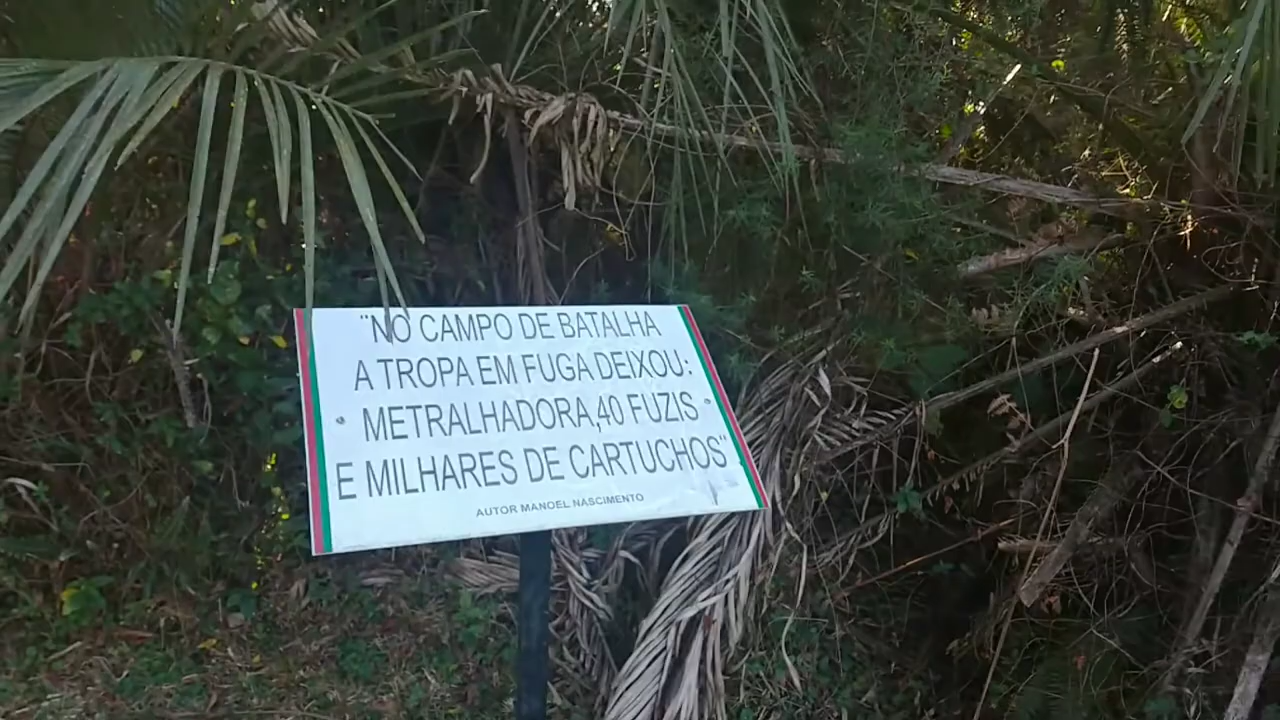 ¨NO CAMPO DE BATALHA
A TROPA EM FUGA DEIXOU:
METRALHADORA,40 FUZIS
E MILHARES DE CARTUCHOS"
AUTOR MANOEL NASCIMENTO